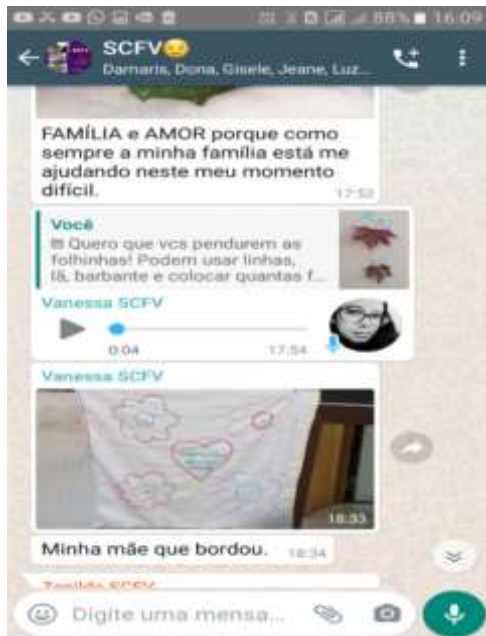 88% 16:09
SCFV
Damaris, Dona, Gisele, Jeane, Luz...
FAMÍLIA e AMOR porque como
sempre a minha família está me
ajudando neste meu momento
difícil.
17:52
Você
Quero que vcs pendurem as
folhinhas! Podem usar linhas,
lã, barbante e colocar quantas f...
Vanessa SCFV
0:04 17:54
Vanessa SCFV
18:33
Minha mãe que bordou. 18:34
Zenilda SCFV
Digite uma mensa...